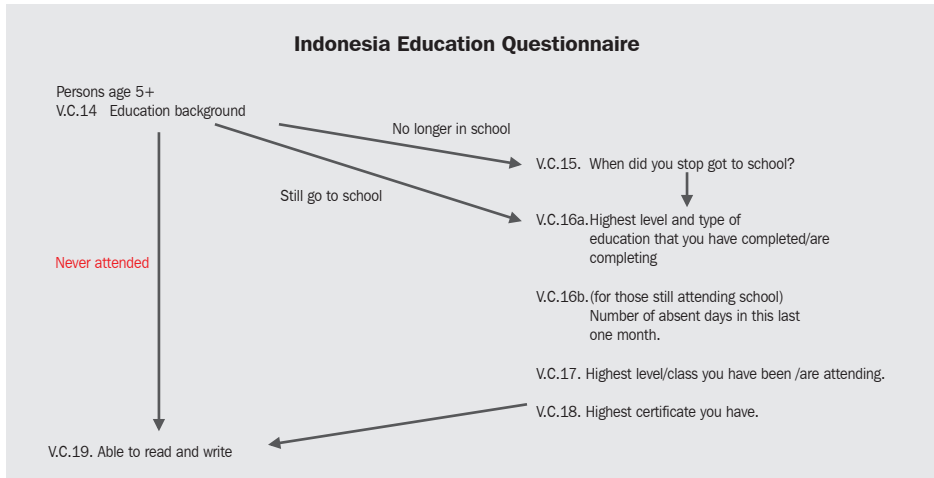 Indonesia Education Questionnaire
Persons age 5+
V.C.14 Education background
No longer in school
V.C.15. When did you stop got to school?
Still go to school
V.C.16a. Highest level and type of
education that you have completed/are
completing
Never attended
V.C.16b. (for those still attending school)
Number of absent days in this last
one month.
V.C.17. Highest level/class you have been /are attending.
V.C.18. Highest certificate you have.
V.C.19. Able to read and write